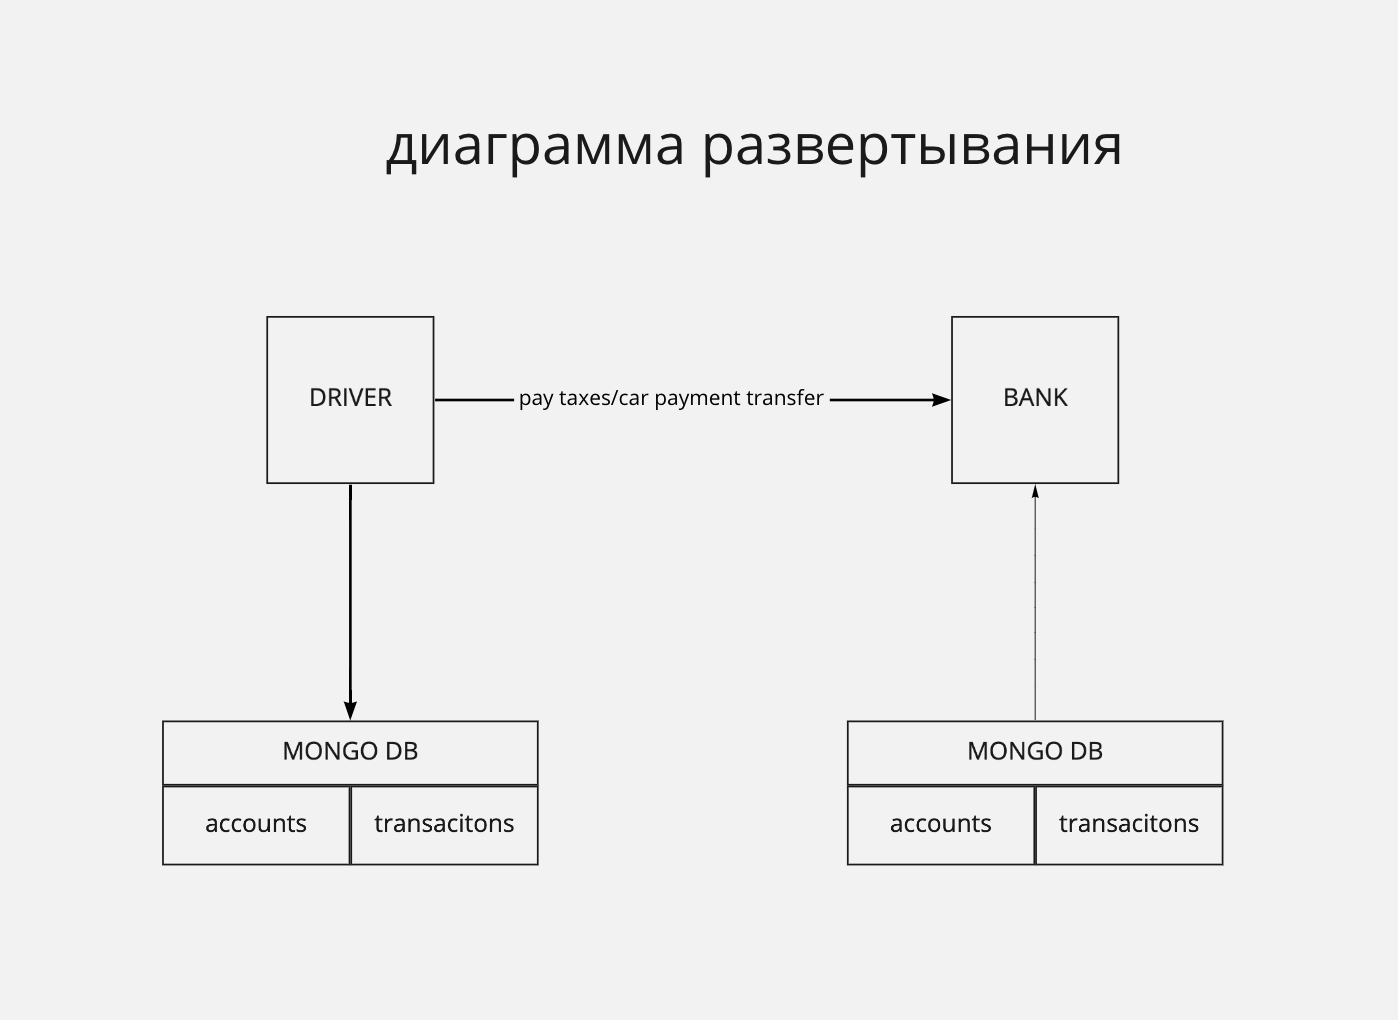 диаграмма развертывания
DRIVER
pay taxes/car payment transfer
BANK
MONGO DB
accounts
transacitons
MONGO DB
accounts
transacitons